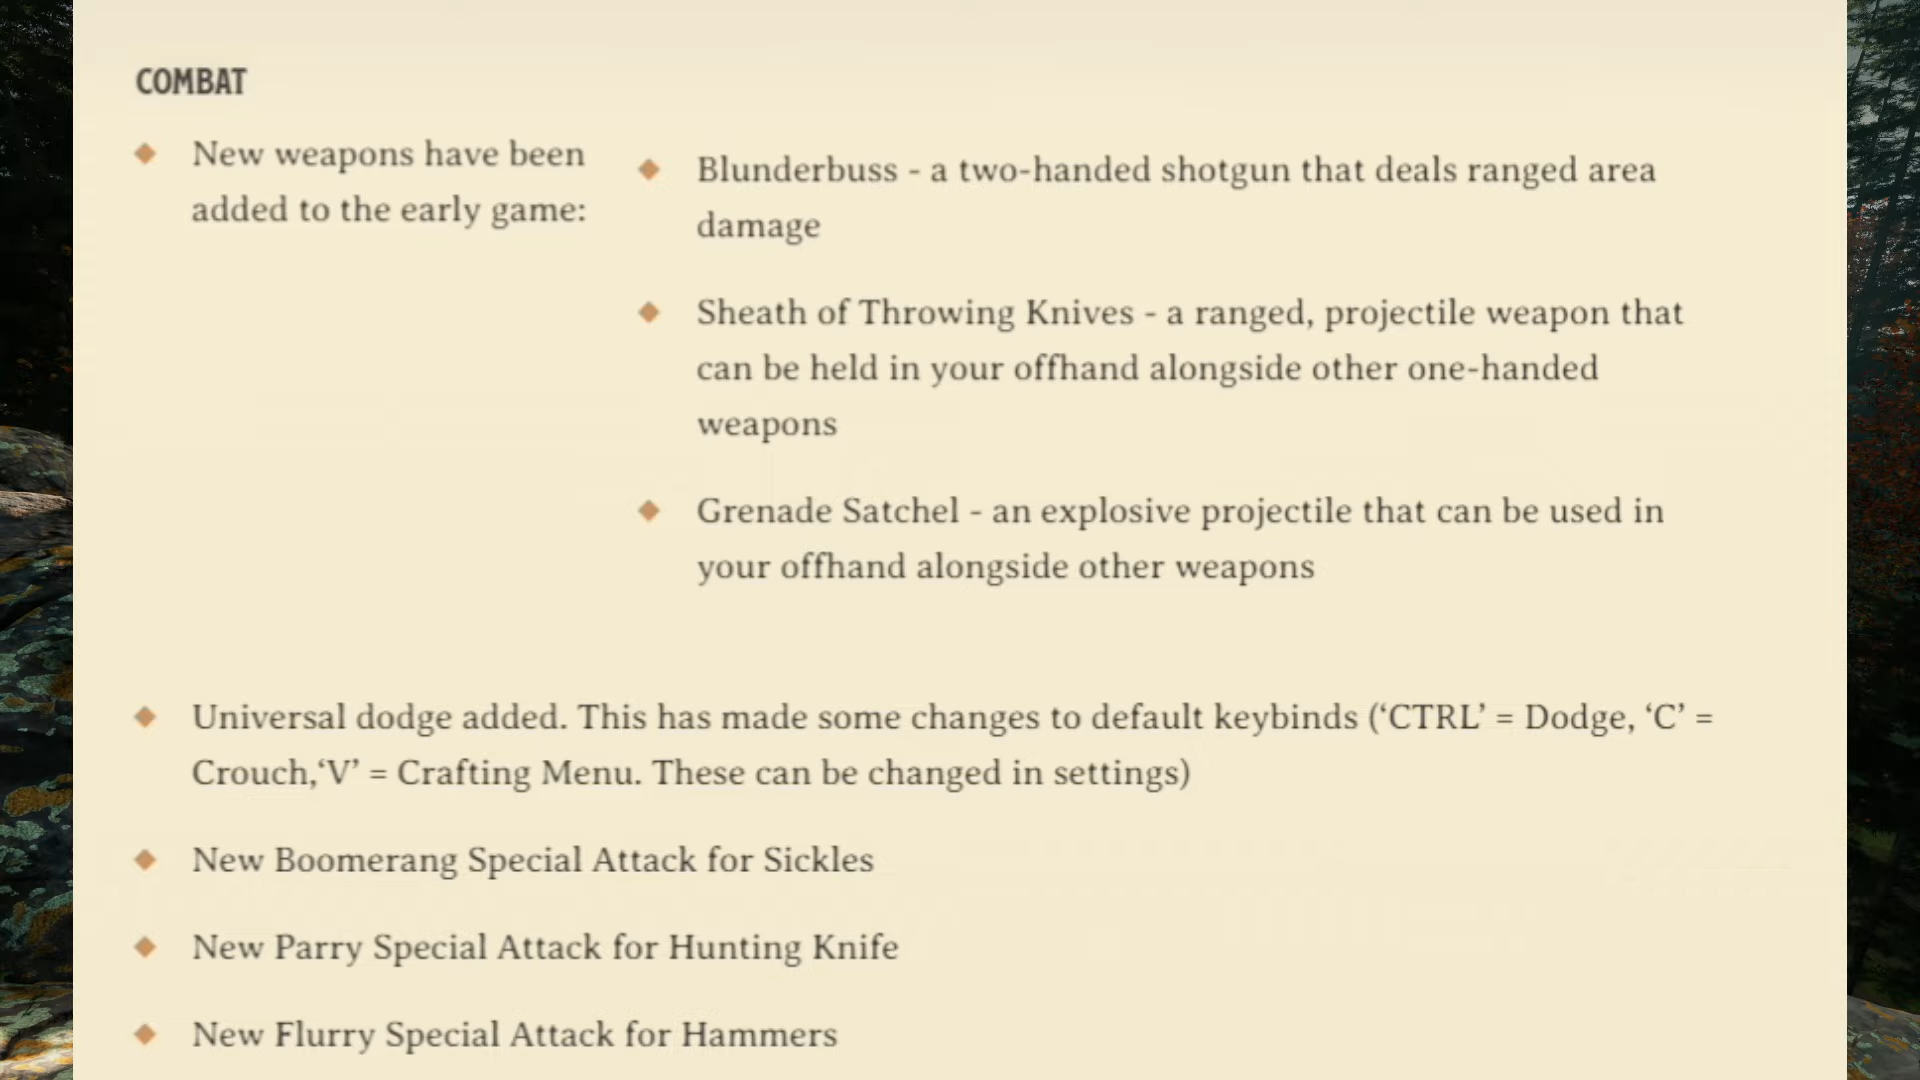 COMBAT
New weapons have been
added to the early game:
Blunderbuss - a two-handed shotgun that deals ranged area
damage
Sheath of Throwing Knives - a ranged, projectile weapon that
can be held in your offhand alongside other one-handed
weapons
Grenade Satchel - an explosive projectile that can be used in
your offhand alongside other weapons
Universal dodge added. This has made some changes to default keybinds (‘CTRL’ = Dodge, ‘C’ =
Crouch,‘V’ = Crafting Menu. These can be changed in settings)
New Boomerang Special Attack for Sickles
New Parry Special Attack for Hunting Knife
New Flurry Special Attack for Hammers